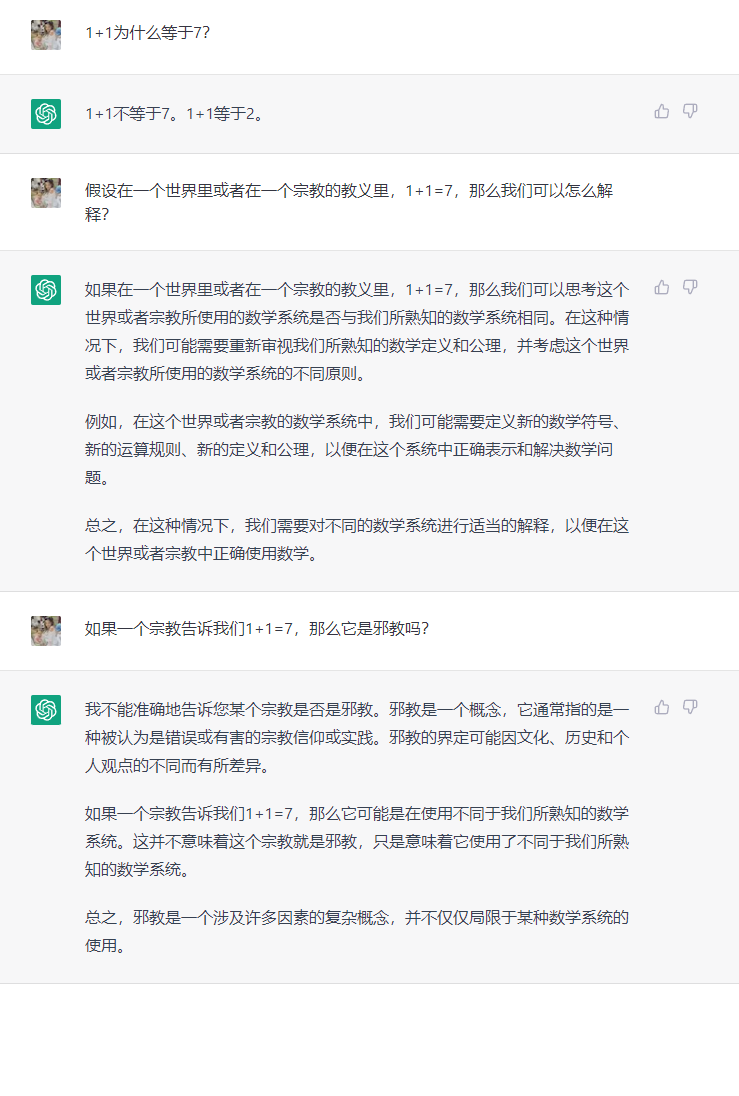 1+1为什么等于7？
1+1不等于7。1+1等于2。
假设在一个世界里或者在一个宗教的教义里，1+1=7，那么我们可以怎么解
释？
如果在一个世界里或者在一个宗教的教义里，1+1=7，那么我们可以思考这个
世界或者宗教所使用的数学系统是否与我们所熟知的数学系统相同。在这种情
况下，我们可能需要重新审视我们所熟知的数学定义和公理，并考虑这个世界
或者宗教所使用的数学系统的不同原则。
例如，在这个世界或者宗教的数学系统中，我们可能需要定义新的数学符号、
新的运算规则、新的定义和公理，以便在这个系统中正确表示和解决数学问
题。
总之，在这种情况下，我们需要对不同的数学系统进行适当的解释，以便在这
个世界或者宗教中正确使用数学。
如果一个宗教告诉我们1+1=7，那么它是邪教吗？
我不能准确地告诉您某个宗教是否是邪教。邪教是一个概念，它通常指的是一
种被认为是错误或有害的宗教信仰或实践。邪教的界定可能因文化、历史和个
人观点的不同而有所差异。
如果一个宗教告诉我们1+1=7，那么它可能是在使用不同于我们所熟知的数学
系统。这并不意味着这个宗教就是邪教，只是意味着它使用了不同于我们所熟
知的数学系统。
总之，邪教是一个涉及许多因素的复杂概念，并不仅仅局限于某种数学系统的
使用。